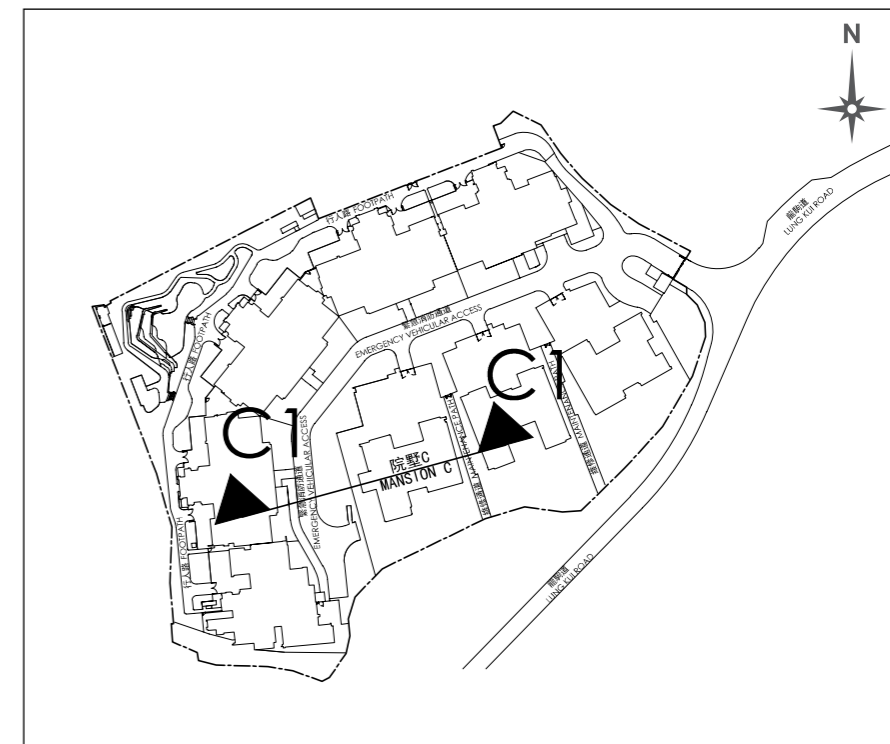 N
龍駒道
LUNG KUI ROAD
行人路 FOOTPATH
緊急消防通道
EMERGENCY VEHICULAR ACCESS
行人路 FOOTPATH
C1
C1
院墅C
MANSION C
維修通道 MAINTENANCE PATH
維修通道 MAINTENANCE PATH
緊急消防通道
EMERGENCY VEHICULAR ACCESS
行人路 FOOTPATH
龍駒道
LUNG KUI ROAD